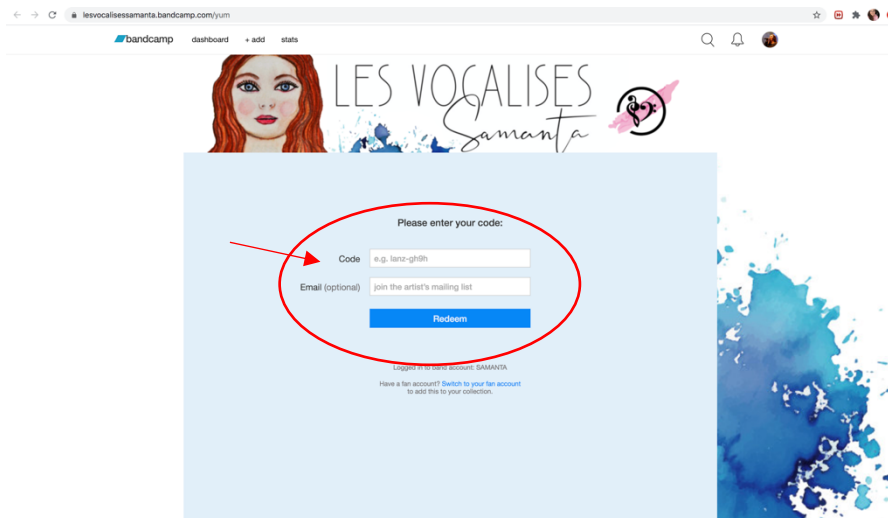 lesvocalisessamanta.bandcamp.com/yum
bandcamp dashboard + add stats
LES VOCALISES
Samanta
Please enter your code:
Code e.g. lanz-gh9h
Email (optional) join the artist's mailing list
Redeem
Logged in to band account: SAMANTA
Have a fan account? Switch to your fan account
to add this to your collection.